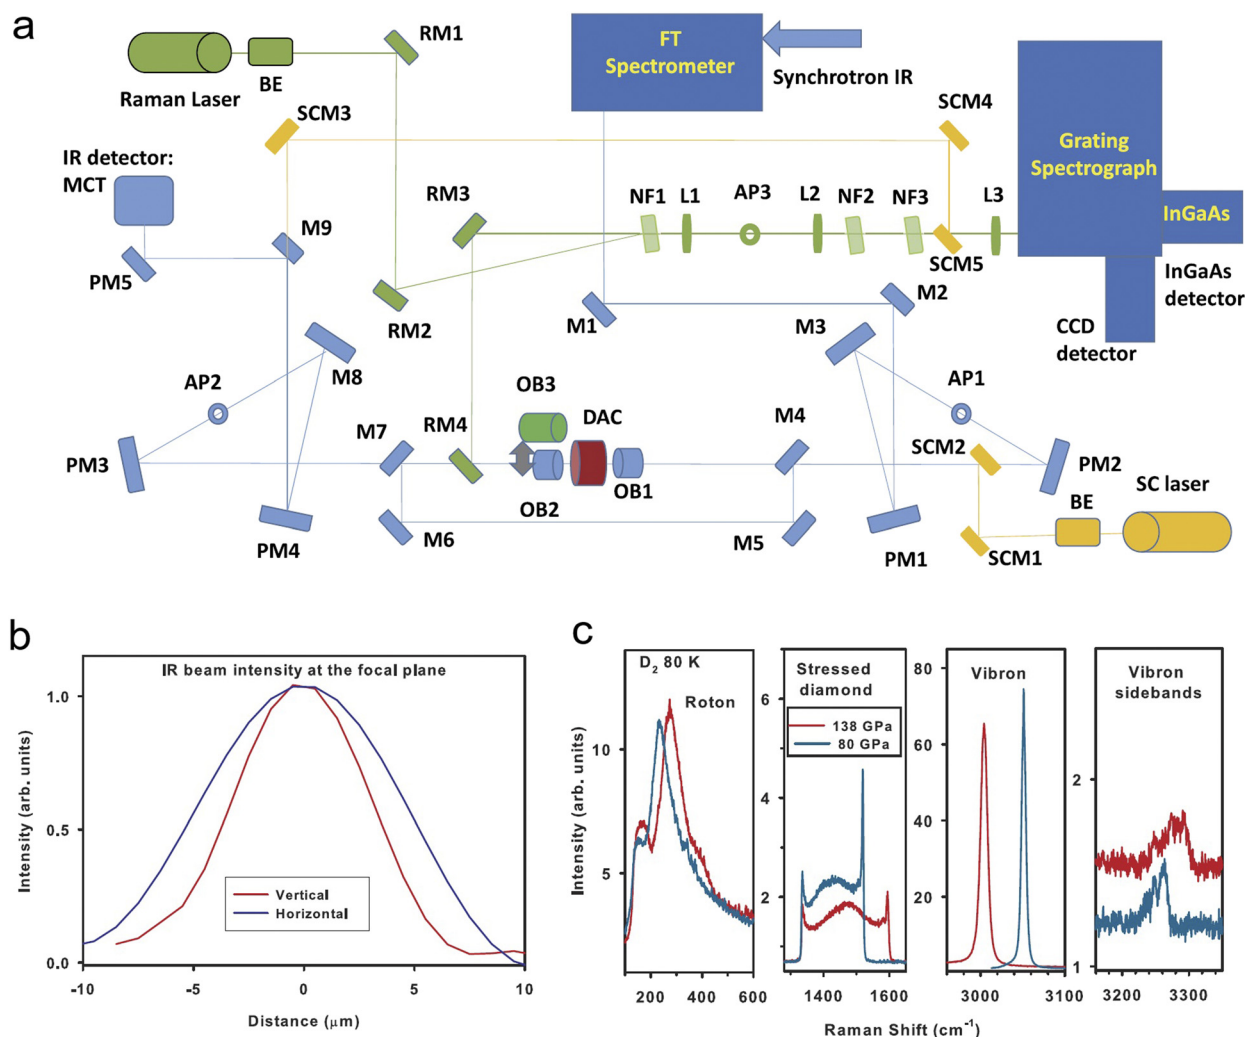 a
RM1
FT
Spectrometer
BE
Raman Laser
Synchrotron IR
SCM3
SCM4
IR detector:
MCT
Grating
Spectrograph
RM3
NF1
L1
AP3
L2
NF2
NF3
L3
InGaAs
M9
SCM5
PM5
RM2
M1
M2
M3
InGaAs
detector
CCD
detector
M8
AP2
AP1
OB3
DAC
M7
RM4
M4
SCM2
PM3
PM2
OB1
OB2
SC laser
BE
PM4
M6
M5
PM1
SCM1
b
IR beam intensity at the focal plane
Intensity (arb. units)
1.0
0.5
0.0
Vertical
Horizontal
-10
-5
0
5
10
Distance (μm)
c
D2 80 K
Roton
Intensity (arb. units)
10
5
200
400
600
Stressed
diamond
138 GPa
80 GPa
6
4
2
1400
1600
Vibron
80
60
40
20
3000
3100
Vibron
sidebands
2
1
3200
3300
Raman Shift (cm-1)